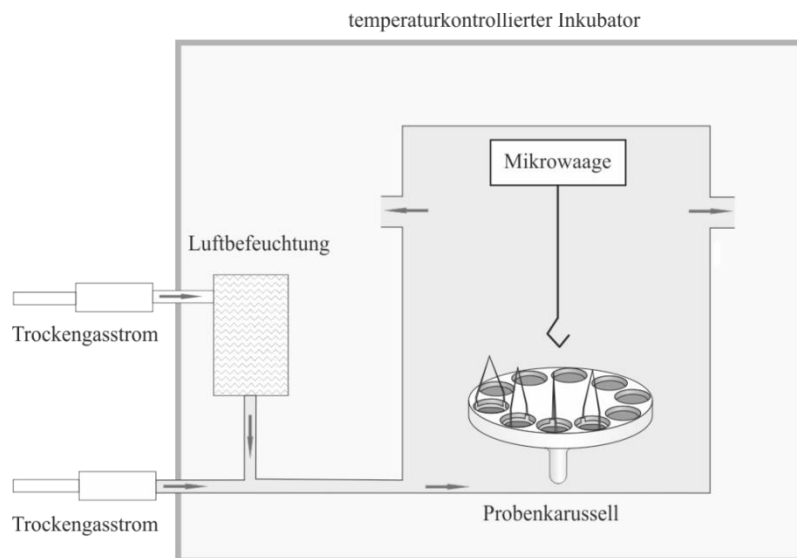 temperaturkontrollierter Inkubator
Mikrowaage
Luftbefeuchtung
Trockengasstrom
Trockengasstrom
Probenkarussell